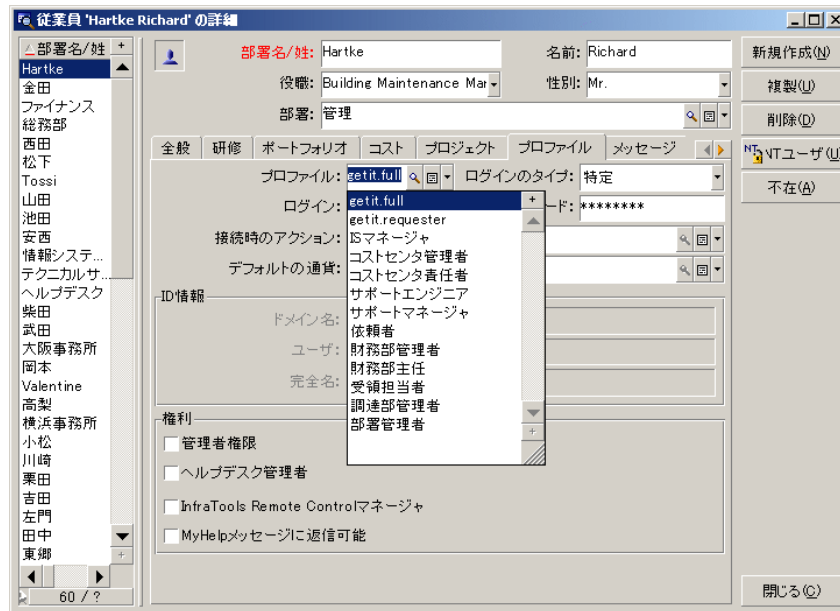 従業員 'Hartke Richard' の詳細
部署名/姓 +
Hartke
金田
ファイナンス
総務部
西田
松下
Tossi
山田
池田
安西
情報システ...
テクニカルサ...
ヘルプデスク
柴田
武田
大阪事務所
岡本
Valentine
高梨
横浜事務所
小松
川崎
栗田
吉田
左門
田中
東郷
60 / ?
部署名/姓: Hartke 名前: Richard
役職: Building Maintenance Mar 性別: Mr.
部署: 管理
全般 研修 ポートフォリオ コスト プロジェクト プロファイル メッセージ
プロファイル: getit.full ログインのタイプ: 特定
ログイン: ード: ********
接続時のアクション:
デフォルトの通貨:
getit.full
getit.requester
ISマネージャ
コストセンタ管理者
コストセンタ責任者
サポートエンジニア
サポートマネージャ
依頼者
財務部管理者
財務部主任
受領担当者
調達部管理者
部署管理者
ID情報
ドメイン名:
ユーザ:
完全名:
権利
管理者権限
ヘルプデスク管理者
InfraTools Remote Controlマネージャ
MyHelpメッセージに返信可能
新規作成(N)
複製(U)
削除(D)
NT NTユーザ(U
不在(A)
閉じる(C)